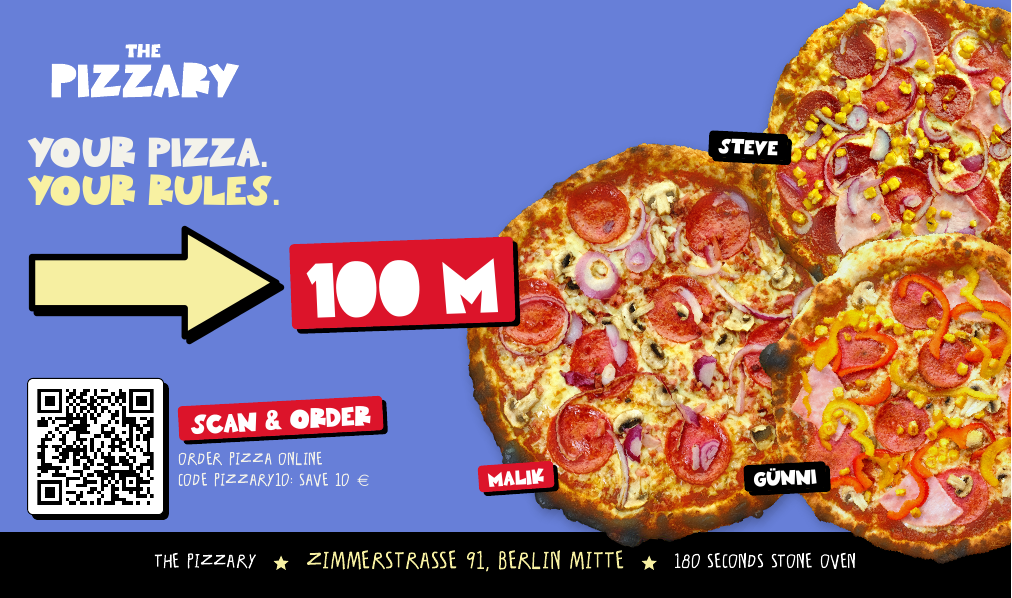 THE
PIZZARY
YOUR PIZZA.
YOUR RULES.
100 M
STEVE
SCAN & ORDER
ORDER PIZZA ONLINE
CODE PIZZARY10: SAVE 10 €
MALIK
GÜNNI
THE PIZZARY ★ ZIMMERSTRASSE 91, BERLIN MITTE ★ 180 SECONDS STONE OVEN